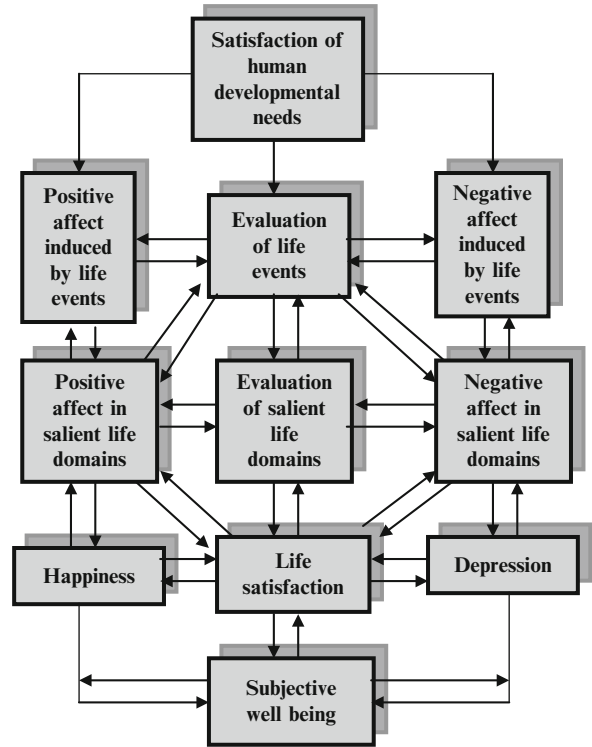 Satisfaction of
human
developmental
needs
Positive
affect
induced
by life
events
Evaluation
of life
events
Negative
affect
induced
by life
events
Positive
affect in
salient life
domains
Evaluation
of salient
life
domains
Negative
affect in
salient life
domains
Happiness
Life
satisfaction
Depression
Subjective
well being